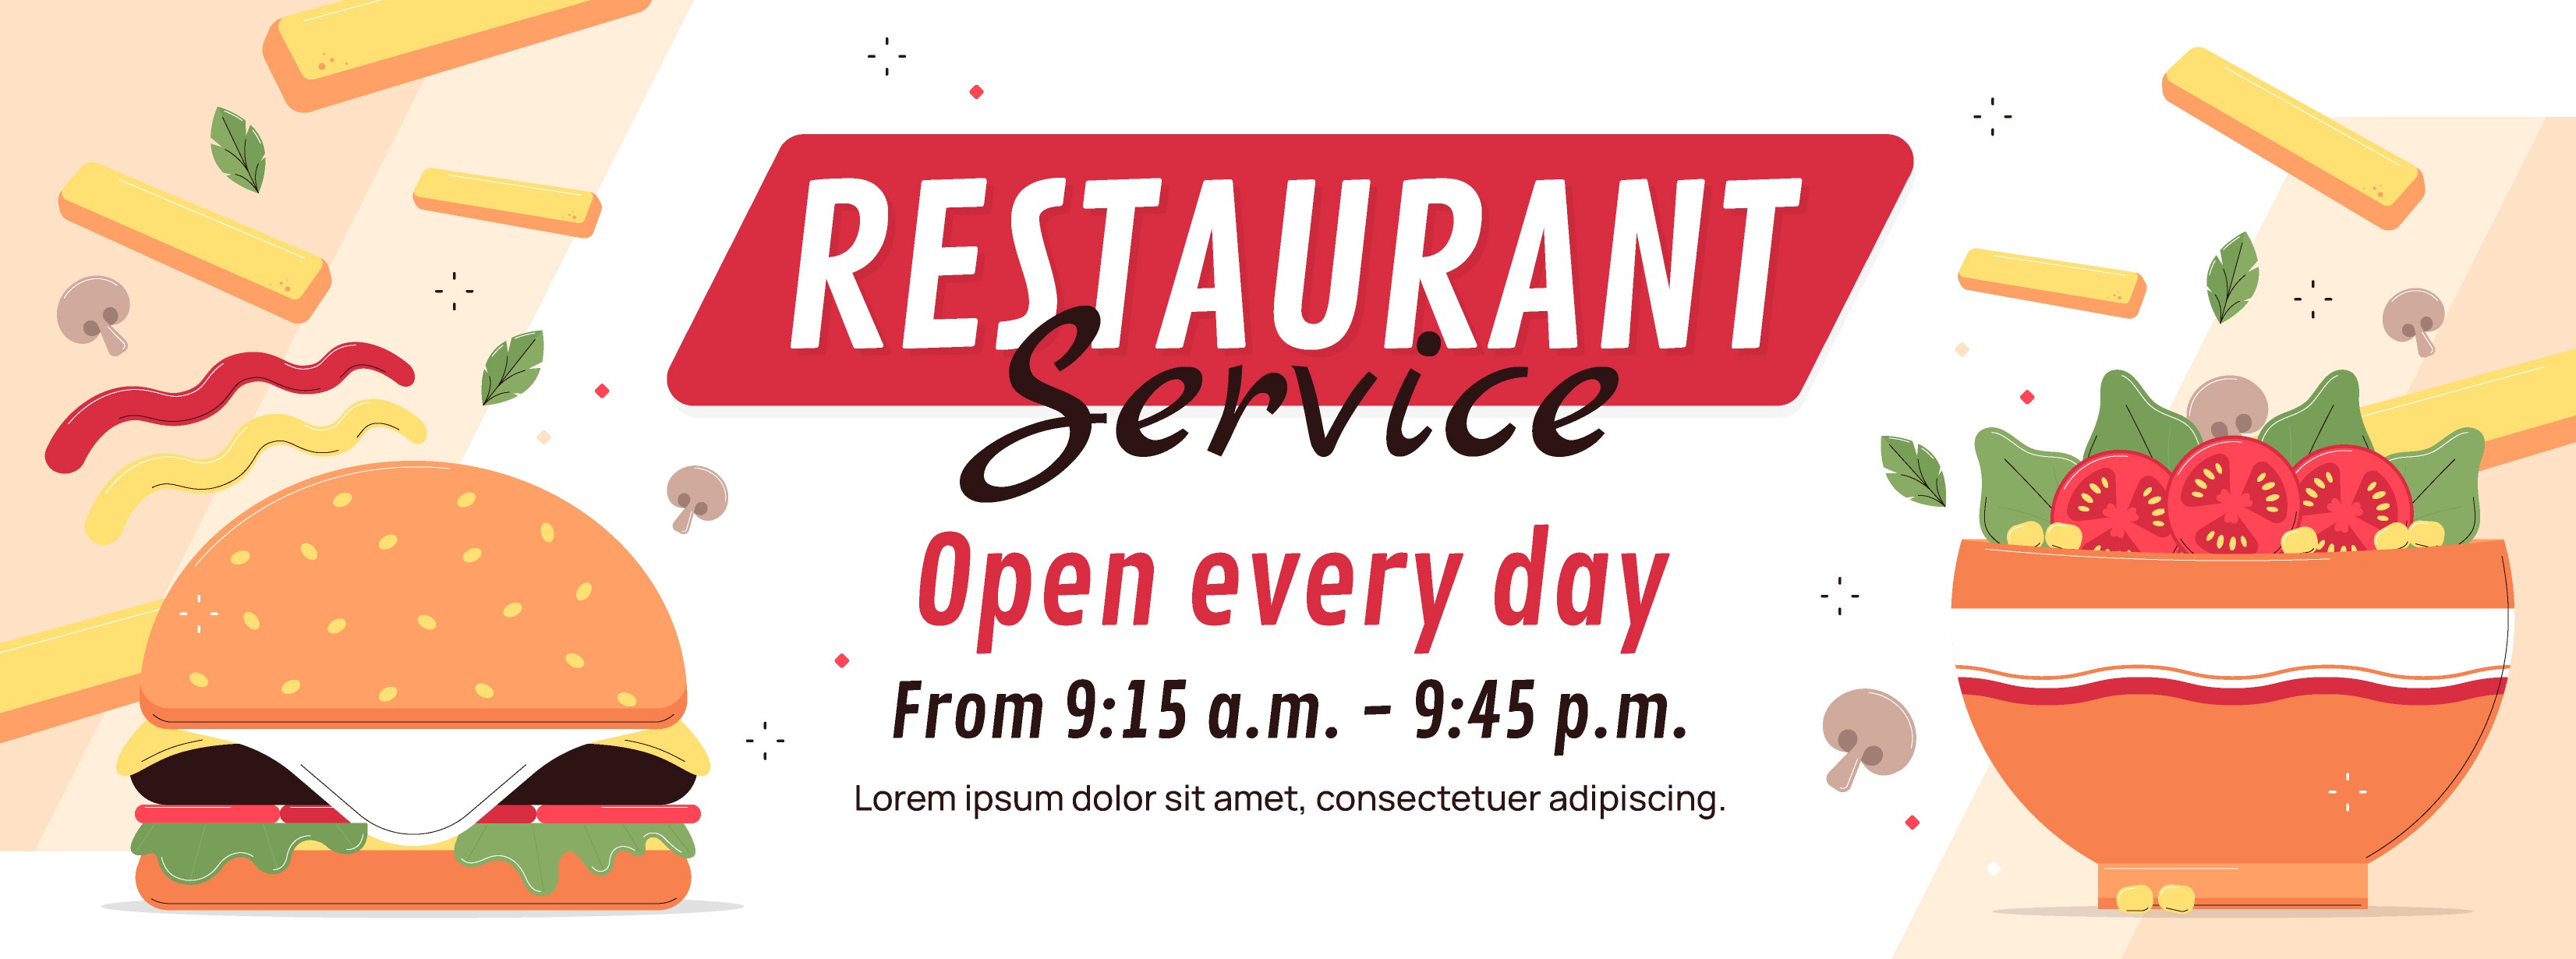 RESTAURANT
Service
Open every day
From 9:15 a.m. – 9:45 p.m.
Lorem ipsum dolor sit amet, consectetuer adipiscing.